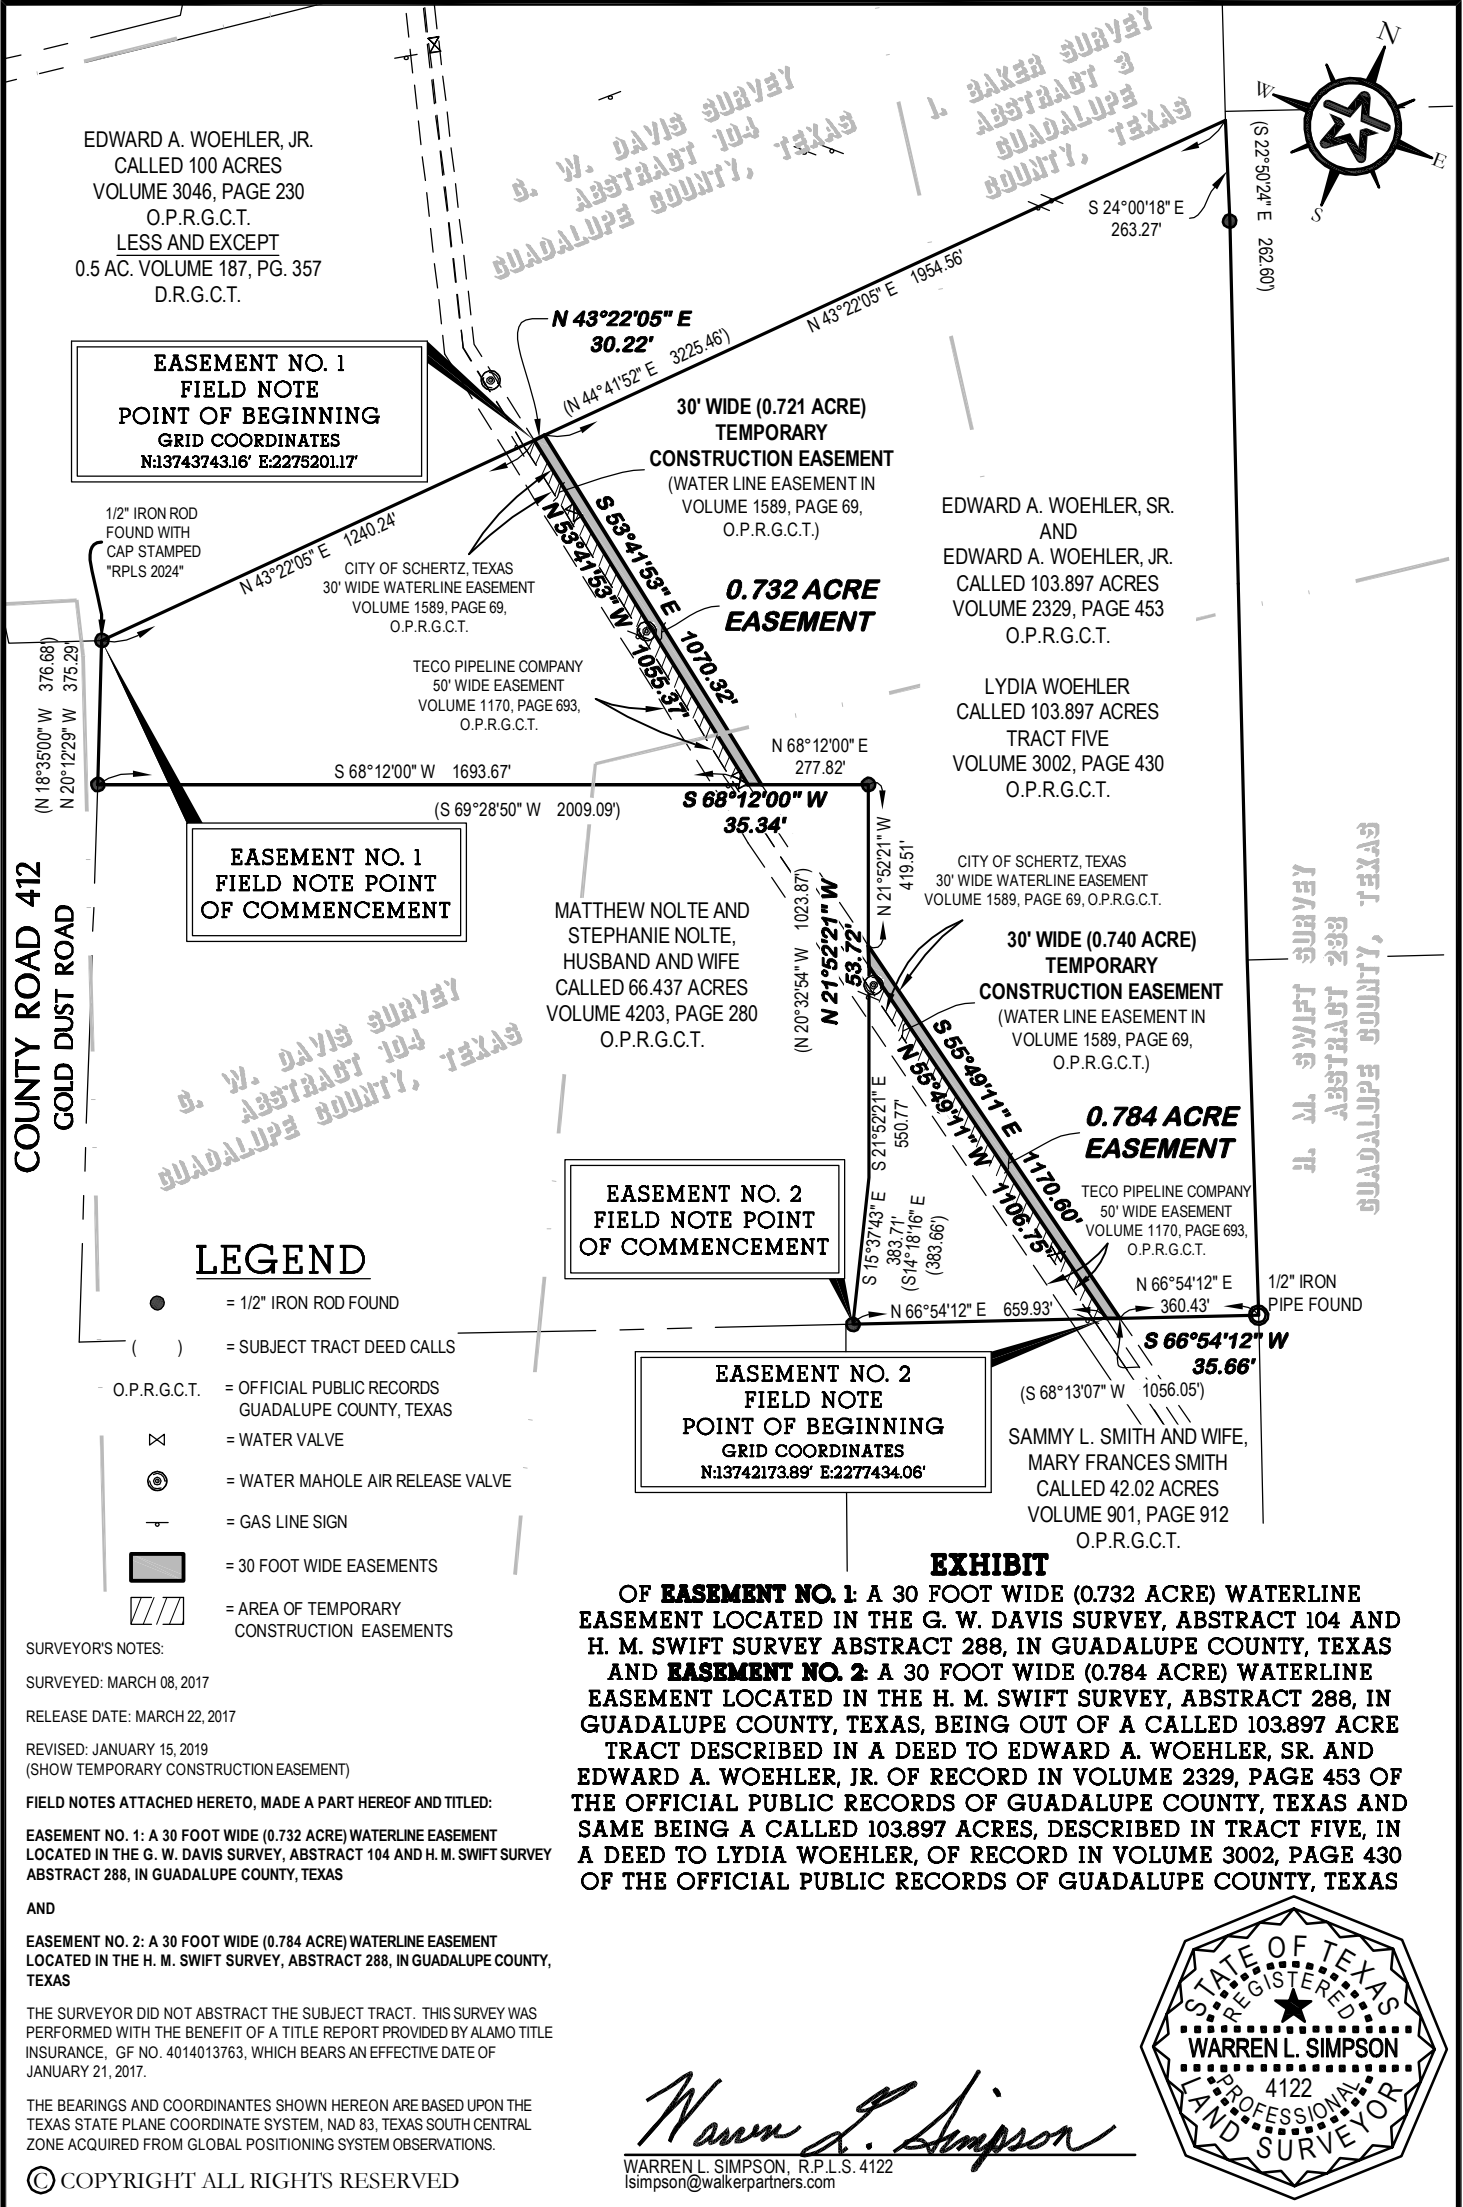 EDWARD A. WOEHLER, JR.
CALLED 100 ACRES
VOLUME 3046, PAGE 230
O.P.R.G.C.T.
LESS AND EXCEPT
0.5 AC. VOLUME 187, PG. 357
D.R.G.C.T.
G. W. DAVIS SURVEY
ABSTRACT 104
GUADALUPE COUNTY, TEXAS
I. BAKER SURVEY
ABSTRACT 3
GUADALUPE
COUNTY, TEXAS
N
W
E
S
(S 22°50'24" E 262.60')
S 24°00'18" E
263.27'
N 43°22'05" E 1954.56'
(N 44°41'52" E 3225.46')
N 43°22'05" E
30.22'
EASEMENT NO. 1
FIELD NOTE
POINT OF BEGINNING
GRID COORDINATES
N:13743743.16' E:2275201.17'
30' WIDE (0.721 ACRE)
TEMPORARY
CONSTRUCTION EASEMENT
(WATER LINE EASEMENT IN
VOLUME 1589, PAGE 69,
O.P.R.G.C.T.)
1/2" IRON ROD
FOUND WITH
CAP STAMPED
"RPLS 2024"
N 43°22'05" E 1240.24'
CITY OF SCHERTZ, TEXAS
30' WIDE WATERLINE EASEMENT
VOLUME 1589, PAGE 69,
O.P.R.G.C.T.
S 53°41'53" E 1070.32'
N 53°41'53" W 1055.37'
0.732 ACRE
EASEMENT
EDWARD A. WOEHLER, SR.
AND
EDWARD A. WOEHLER, JR.
CALLED 103.897 ACRES
VOLUME 2329, PAGE 453
O.P.R.G.C.T.
LYDIA WOEHLER
CALLED 103.897 ACRES
TRACT FIVE
VOLUME 3002, PAGE 430
O.P.R.G.C.T.
TECO PIPELINE COMPANY
50' WIDE EASEMENT
VOLUME 1170, PAGE 693,
O.P.R.G.C.T.
(N 18°35'00" W 376.68')
N 20°12'29" W 375.29'
S 68°12'00" W 1693.67'
(S 69°28'50" W 2009.09')
N 68°12'00" E
277.82'
S 68°12'00" W
35.34'
EASEMENT NO. 1
FIELD NOTE POINT
OF COMMENCEMENT
COUNTY ROAD 412
GOLD DUST ROAD
MATTHEW NOLTE AND
STEPHANIE NOLTE,
HUSBAND AND WIFE
CALLED 66.437 ACRES
VOLUME 4203, PAGE 280
O.P.R.G.C.T.
N 21°52'21" W
419.51'
(N 20°32'54" W 1023.87')
N 21°52'21" W
53.72'
CITY OF SCHERTZ, TEXAS
30' WIDE WATERLINE EASEMENT
VOLUME 1589, PAGE 69, O.P.R.G.C.T.
30' WIDE (0.740 ACRE)
TEMPORARY
CONSTRUCTION EASEMENT
(WATER LINE EASEMENT IN
VOLUME 1589, PAGE 69,
O.P.R.G.C.T.)
H. M. SWIFT SURVEY
ABSTRACT 288
GUADALUPE COUNTY, TEXAS
G. W. DAVIS SURVEY
ABSTRACT 104
GUADALUPE COUNTY, TEXAS
S 55°49'11" E 1170.60'
N 55°49'11" W 1106.75'
0.784 ACRE
EASEMENT
S 21°52'21" E
550.77'
S 15°37'43" E
383.71'
(S14°18'16" E
(383.66')
TECO PIPELINE COMPANY
50' WIDE EASEMENT
VOLUME 1170, PAGE 693,
O.P.R.G.C.T.
EASEMENT NO. 2
FIELD NOTE POINT
OF COMMENCEMENT
N 66°54'12" E 659.93'
N 66°54'12" E
360.43'
1/2" IRON
PIPE FOUND
S 66°54'12" W
35.66'
(S 68°13'07" W 1056.05')
EASEMENT NO. 2
FIELD NOTE
POINT OF BEGINNING
GRID COORDINATES
N:13742173.89' E:2277434.06'
SAMMY L. SMITH AND WIFE,
MARY FRANCES SMITH
CALLED 42.02 ACRES
VOLUME 901, PAGE 912
O.P.R.G.C.T.
LEGEND
= 1/2" IRON ROD FOUND
( ) = SUBJECT TRACT DEED CALLS
O.P.R.G.C.T. = OFFICIAL PUBLIC RECORDS
GUADALUPE COUNTY, TEXAS
= WATER VALVE
= WATER MAHOLE AIR RELEASE VALVE
= GAS LINE SIGN
= 30 FOOT WIDE EASEMENTS
= AREA OF TEMPORARY
CONSTRUCTION EASEMENTS
SURVEYOR'S NOTES:
SURVEYED: MARCH 08, 2017
RELEASE DATE: MARCH 22, 2017
REVISED: JANUARY 15, 2019
(SHOW TEMPORARY CONSTRUCTION EASEMENT)
FIELD NOTES ATTACHED HERETO, MADE A PART HEREOF AND TITLED:
EASEMENT NO. 1: A 30 FOOT WIDE (0.732 ACRE) WATERLINE EASEMENT
LOCATED IN THE G. W. DAVIS SURVEY, ABSTRACT 104 AND H. M. SWIFT SURVEY
ABSTRACT 288, IN GUADALUPE COUNTY, TEXAS
AND
EASEMENT NO. 2: A 30 FOOT WIDE (0.784 ACRE) WATERLINE EASEMENT
LOCATED IN THE H. M. SWIFT SURVEY, ABSTRACT 288, IN GUADALUPE COUNTY,
TEXAS
THE SURVEYOR DID NOT ABSTRACT THE SUBJECT TRACT. THIS SURVEY WAS
PERFORMED WITH THE BENEFIT OF A TITLE REPORT PROVIDED BY ALAMO TITLE
INSURANCE, GF NO. 4014013763, WHICH BEARS AN EFFECTIVE DATE OF
JANUARY 21, 2017.
THE BEARINGS AND COORDINANTES SHOWN HEREON ARE BASED UPON THE
TEXAS STATE PLANE COORDINATE SYSTEM, NAD 83, TEXAS SOUTH CENTRAL
ZONE ACQUIRED FROM GLOBAL POSITIONING SYSTEM OBSERVATIONS.
© COPYRIGHT ALL RIGHTS RESERVED
EXHIBIT
OF EASEMENT NO. 1: A 30 FOOT WIDE (0.732 ACRE) WATERLINE
EASEMENT LOCATED IN THE G. W. DAVIS SURVEY, ABSTRACT 104 AND
H. M. SWIFT SURVEY ABSTRACT 288, IN GUADALUPE COUNTY, TEXAS
AND EASEMENT NO. 2: A 30 FOOT WIDE (0.784 ACRE) WATERLINE
EASEMENT LOCATED IN THE H. M. SWIFT SURVEY, ABSTRACT 288, IN
GUADALUPE COUNTY, TEXAS, BEING OUT OF A CALLED 103.897 ACRE
TRACT DESCRIBED IN A DEED TO EDWARD A. WOEHLER, SR. AND
EDWARD A. WOEHLER, JR. OF RECORD IN VOLUME 2329, PAGE 453 OF
THE OFFICIAL PUBLIC RECORDS OF GUADALUPE COUNTY, TEXAS AND
SAME BEING A CALLED 103.897 ACRES, DESCRIBED IN TRACT FIVE, IN
A DEED TO LYDIA WOEHLER, OF RECORD IN VOLUME 3002, PAGE 430
OF THE OFFICIAL PUBLIC RECORDS OF GUADALUPE COUNTY, TEXAS
Warren L. Simpson
WARREN L. SIMPSON, R.P.L.S. 4122
lsimpson@walkerpartners.com
STATE OF TEXAS
REGISTERED
WARREN L. SIMPSON
4122
PROFESSIONAL
LAND SURVEYOR